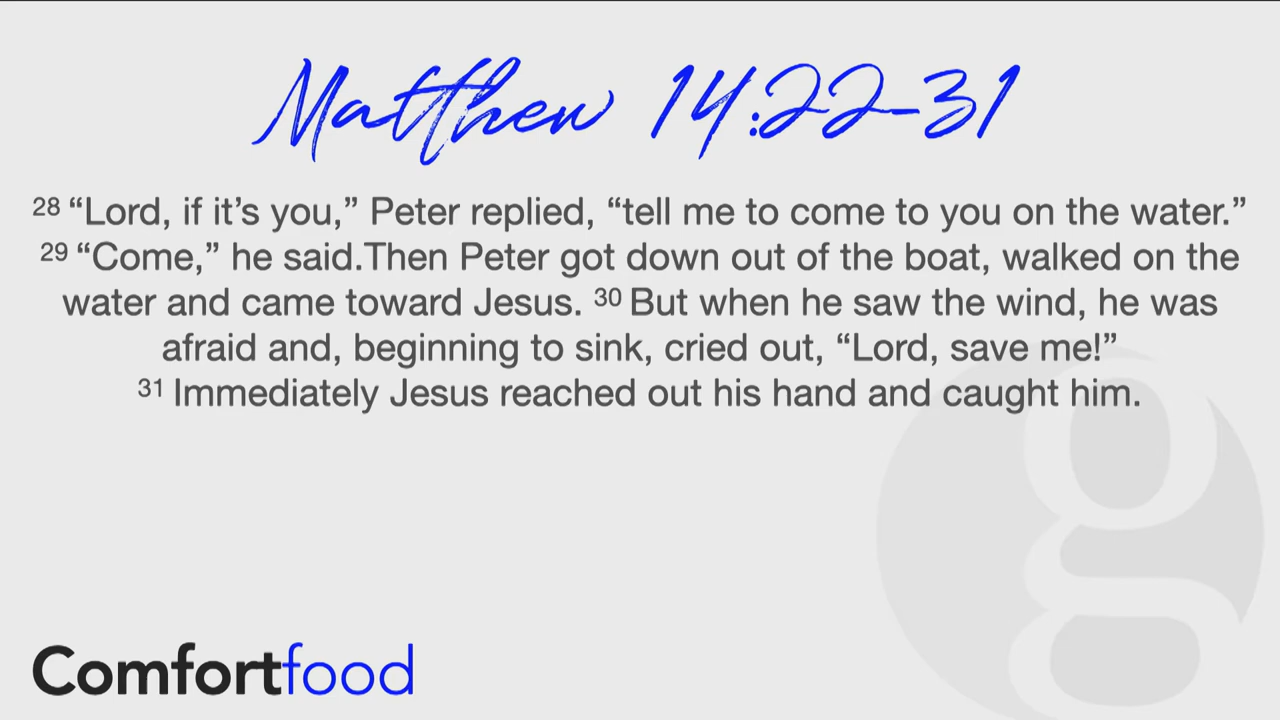 Matthew 14:22-31
28 “Lord, if it’s you,” Peter replied, “tell me to come to you on the water.”
29 “Come,” he said.Then Peter got down out of the boat, walked on the
water and came toward Jesus. 30 But when he saw the wind, he was
afraid and, beginning to sink, cried out, “Lord, save me!”
31 Immediately Jesus reached out his hand and caught him.
g
Comfortfood